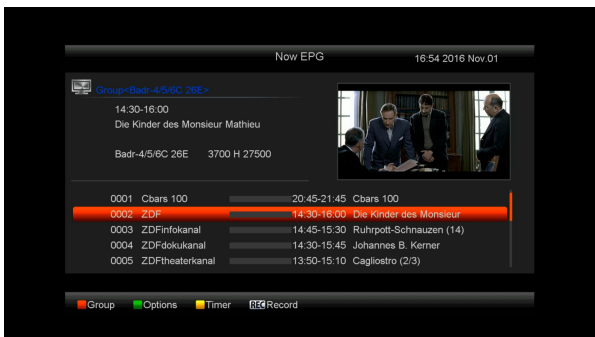 Now EPG
16:54 2016 Nov.01
Group<Badr-4/5/6C 26E>
14:30-16:00
Die Kinder des Monsieur Mathieu
Badr-4/5/6C 26E 3700 H 27500
0001 Cbars 100 20:45-21:45 Cbars 100
0002 ZDF 14:30-16:00 Die Kinder des Monsieur
0003 ZDFinfokanal 14:45-15:30 Ruhrpott-Schnauzen (14)
0004 ZDFdokukanal 14:30-15:45 Johannes B. Kerner
0005 ZDFtheaterkanal 13:50-15:10 Cagliostro (2/3)
Group Options Timer REC Record